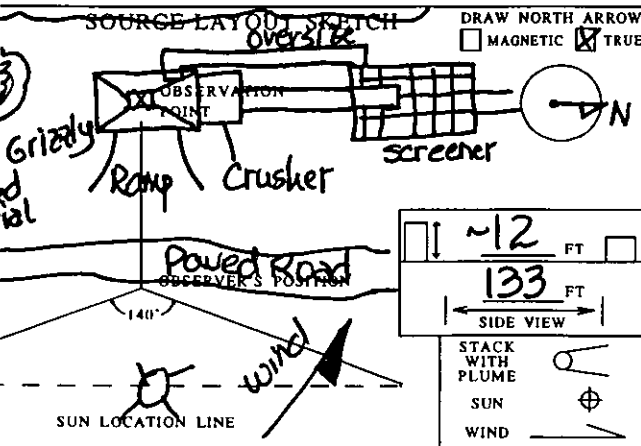 SOURCE LAYOUT SKETCH
DRAW NORTH ARROW
MAGNETIC TRUE
oversize
OBSERVATION
POINT
N
Grizzly
screener
Ramp
Crusher
Paved Road
~12 FT
OBSERVER'S POSITION
133 FT
140°
SIDE VIEW
wind
STACK
WITH
PLUME
SUN
SUN LOCATION LINE
WIND